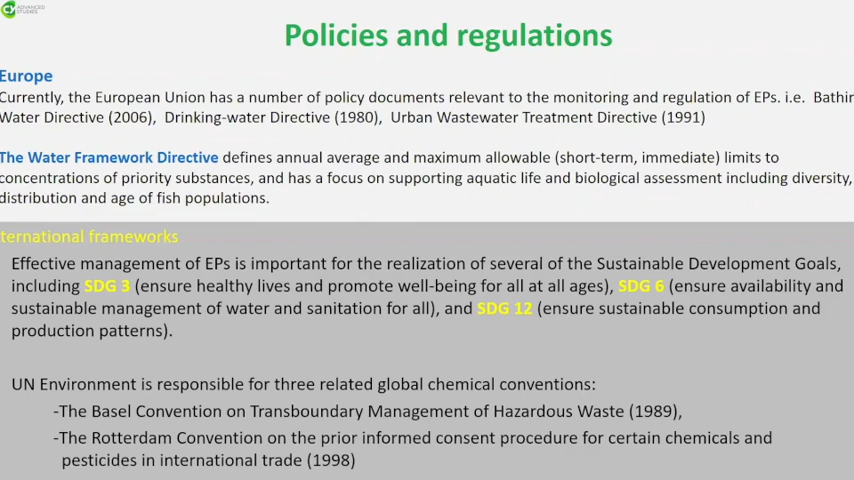 CX ADVANCED
STUDIES
Policies and regulations
Europe
Currently, the European Union has a number of policy documents relevant to the monitoring and regulation of EPs. i.e. Bathin
Water Directive (2006), Drinking-water Directive (1980), Urban Wastewater Treatment Directive (1991)
The Water Framework Directive defines annual average and maximum allowable (short-term, immediate) limits to
concentrations of priority substances, and has a focus on supporting aquatic life and biological assessment including diversity,
distribution and age of fish populations.
ternational frameworks
Effective management of EPs is important for the realization of several of the Sustainable Development Goals,
including SDG 3 (ensure healthy lives and promote well-being for all at all ages), SDG 6 (ensure availability and
sustainable management of water and sanitation for all), and SDG 12 (ensure sustainable consumption and
production patterns).
UN Environment is responsible for three related global chemical conventions:
-The Basel Convention on Transboundary Management of Hazardous Waste (1989),
-The Rotterdam Convention on the prior informed consent procedure for certain chemicals and
pesticides in international trade (1998)